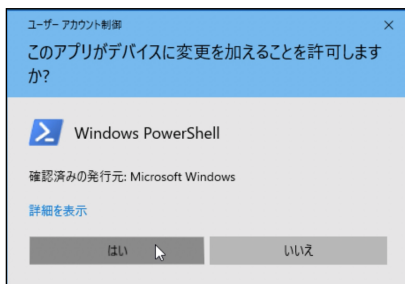 ユーザー アカウント制御
このアプリがデバイスに変更を加えることを許可します
か?
Windows PowerShell
確認済みの発行元: Microsoft Windows
詳細を表示
はい
いいえ